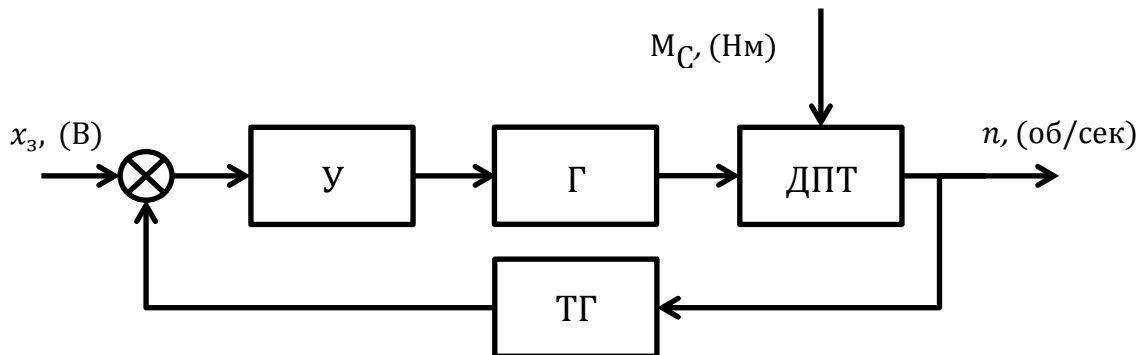 M_C, (Нм)
x_з, (В)
n, (об/сек)
У
Г
ДПТ
ТГ